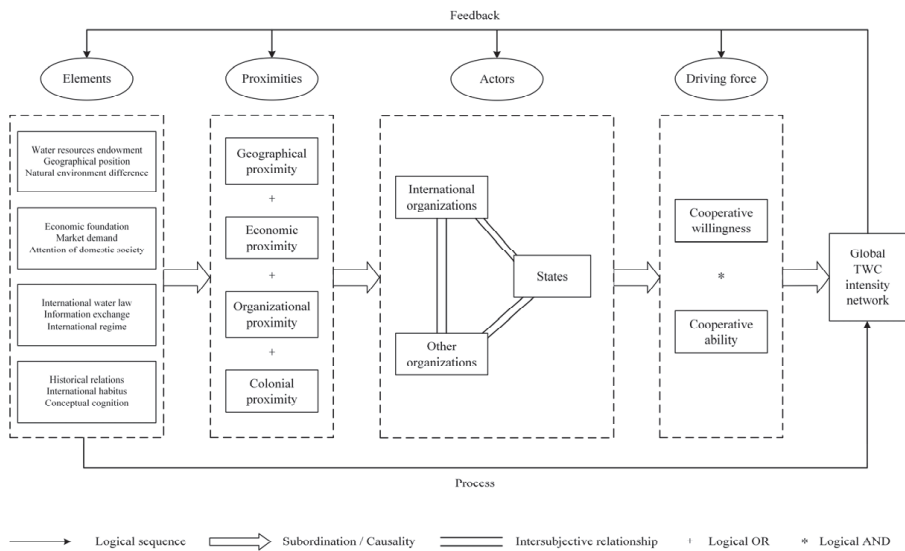 Feedback
Elements
Proximities
Actors
Driving force
Water resources endowment
Geographical position
Natural environment difference
Economic foundation
Market demand
Attention of domestic society
International water law
Information exchange
International regime
Historical relations
International habitus
Conceptual cognition
Geographical
proximity
+
Economic
proximity
+
Organizational
proximity
+
Colonial
proximity
International
organizations
States
Other
organizations
Cooperative
willingness
*
Cooperative
ability
Global
TWC
intensity
network
Process
Logical sequence
Subordination / Causality
Intersubjective relationship
+ Logical OR
* Logical AND